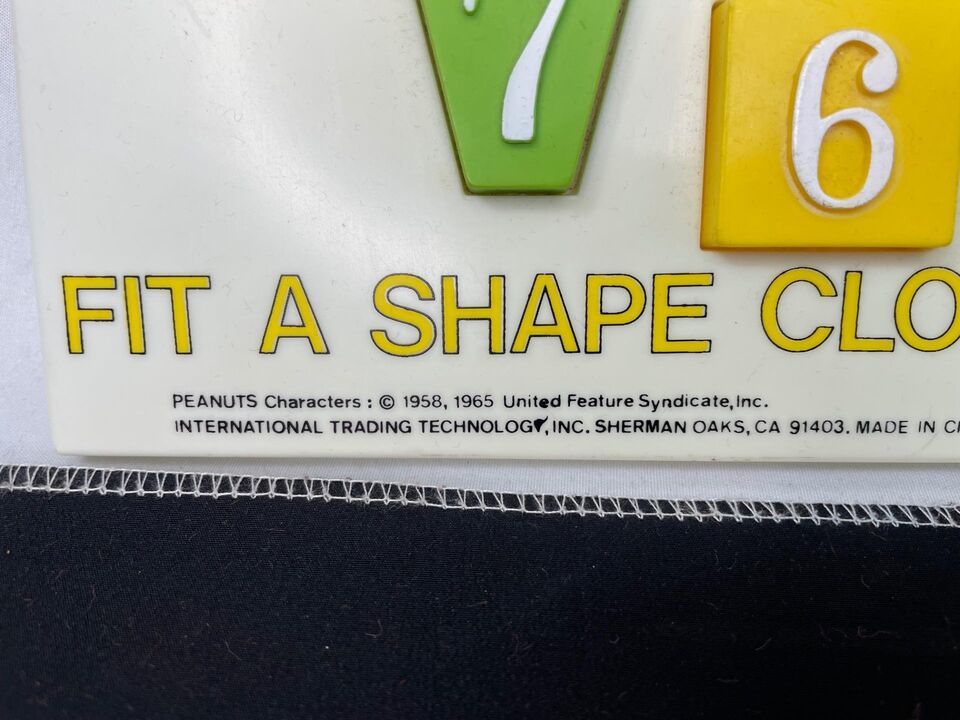 7 6
FIT A SHAPE CLO
PEANUTS Characters : © 1958, 1965 United Feature Syndicate, Inc.
INTERNATIONAL TRADING TECHNOLOGY, INC. SHERMAN OAKS, CA 91403. MADE IN